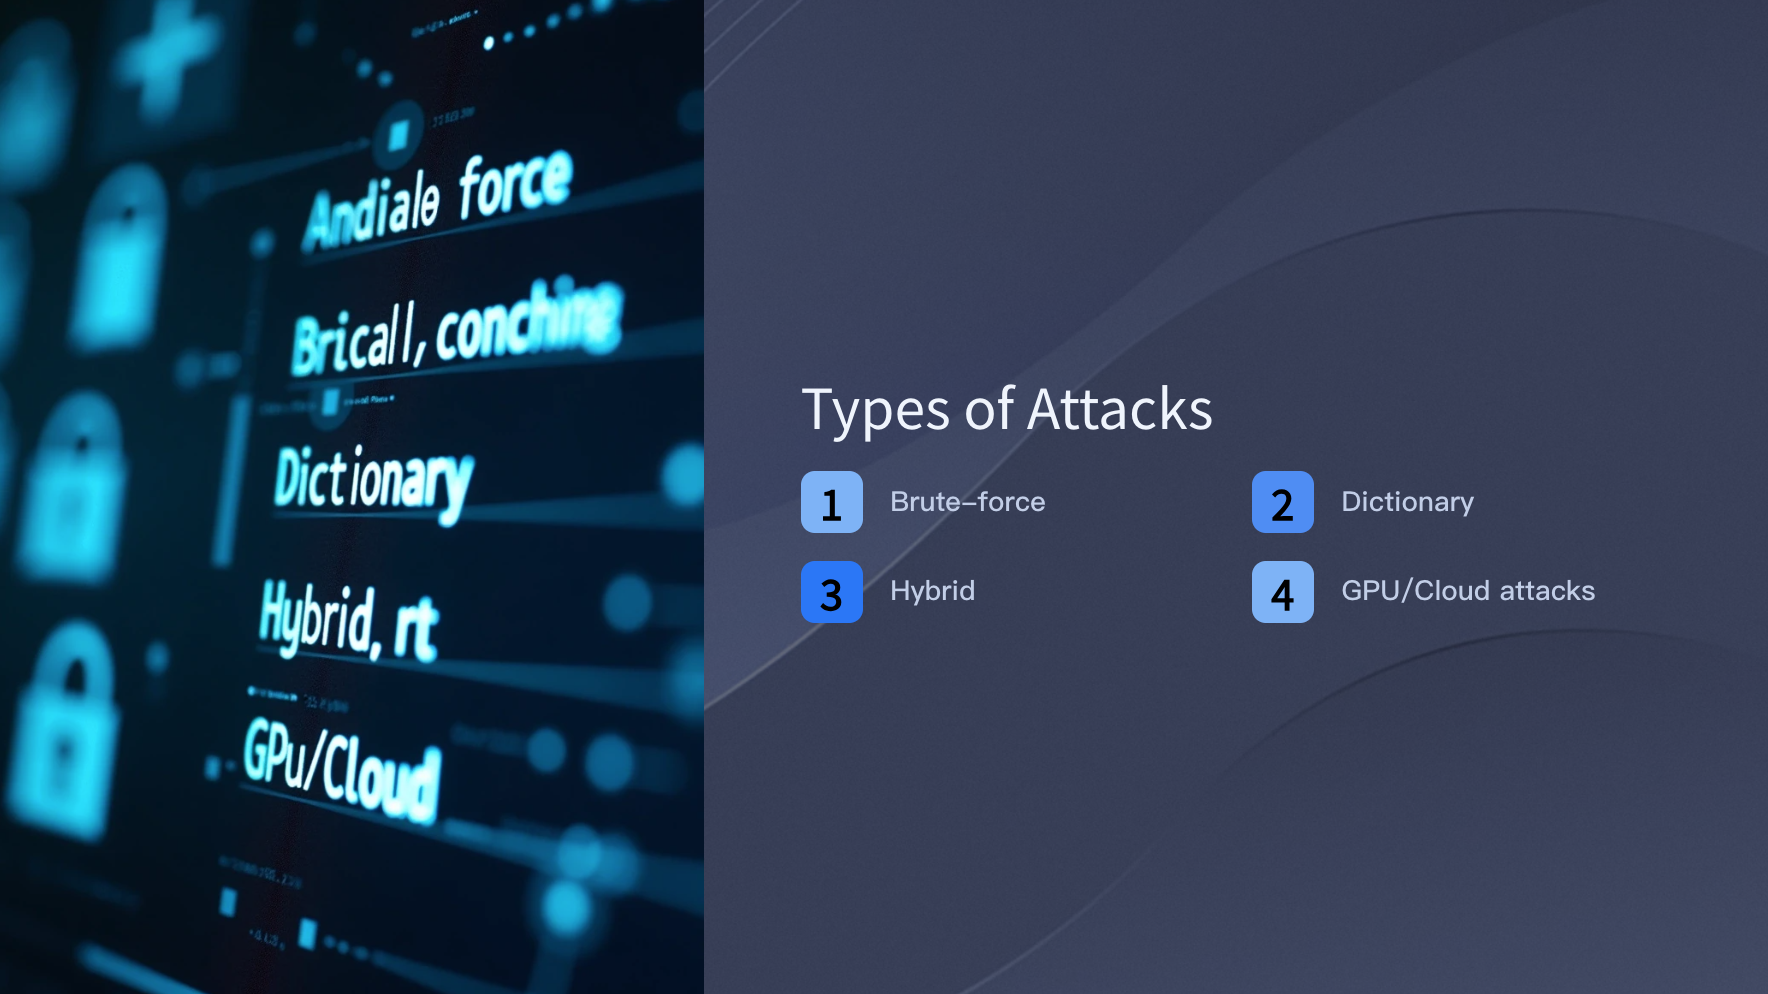 Andiale force
Bricall, conching
Dictionary
Hybrid, rt
GPu/Cloud
Types of Attacks
1 Brute-force
2 Dictionary
3 Hybrid
4 GPU/Cloud attacks